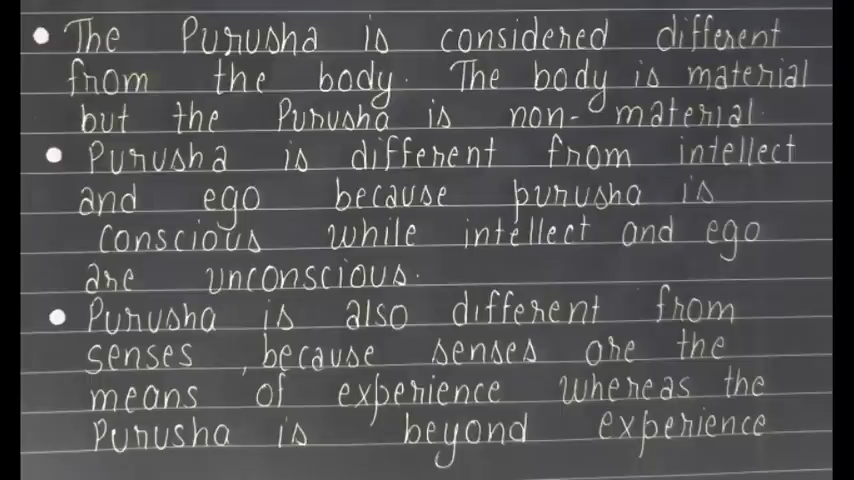 • The Purusha is considered different
from the body. The body is material
but the Purusha is non-material.
• Purusha is different from intellect
and ego because purusha is
conscious while intellect and ego
are unconscious.
• Purusha is also different from
senses, because senses are the
means of experience whereas the
Purusha is beyond experience